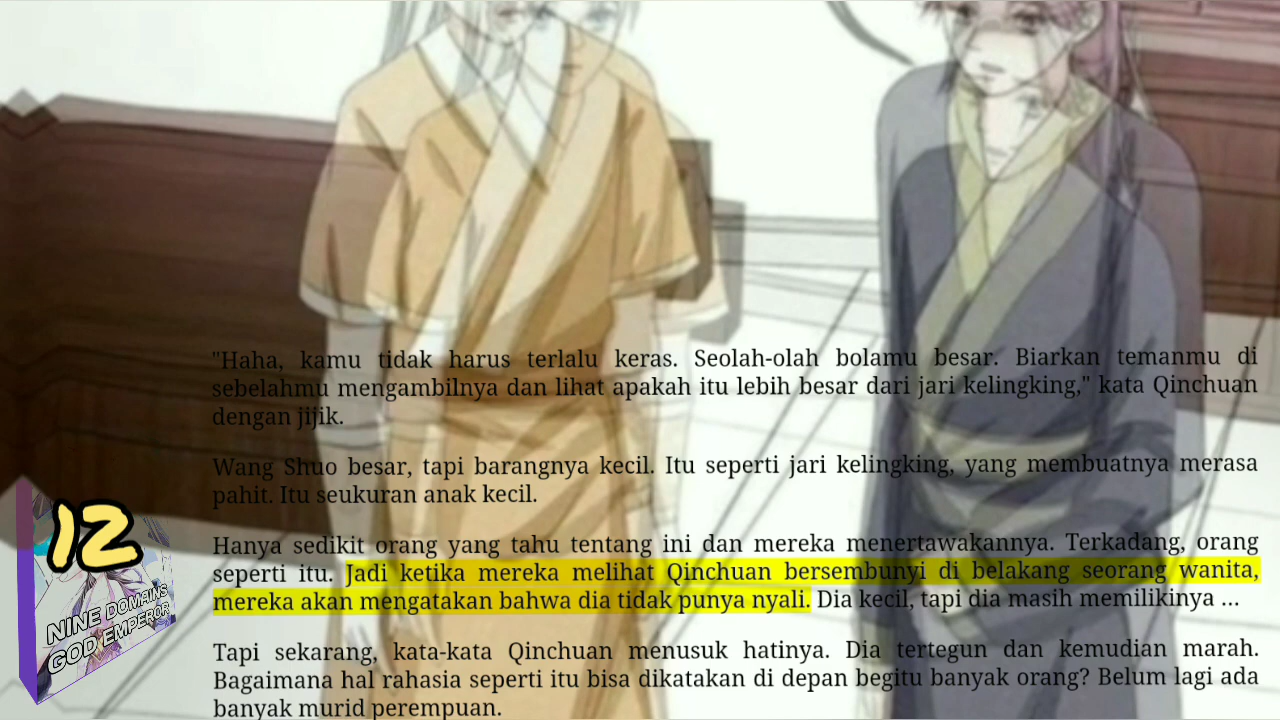 "Haha, kamu tidak harus terlalu keras. Seolah-olah bolamu besar. Biarkan temanmu di
sebelahmu mengambilnya dan lihat apakah itu lebih besar dari jari kelingking," kata Qinchuan
dengan jijik.
Wang Shuo besar, tapi barangnya kecil. Itu seperti jari kelingking, yang membuatnya merasa
pahit. Itu seukuran anak kecil.
Hanya sedikit orang yang tahu tentang ini dan mereka menertawakannya. Terkadang, orang
seperti itu. Jadi ketika mereka melihat Qinchuan bersembunyi di belakang seorang wanita,
mereka akan mengatakan bahwa dia tidak punya nyali. Dia kecil, tapi dia masih memilikinya ...
Tapi sekarang, kata-kata Qinchuan menusuk hatinya. Dia tertegun dan kemudian marah.
Bagaimana hal rahasia seperti itu bisa dikatakan di depan begitu banyak orang? Belum lagi ada
banyak murid perempuan.
12
NINE DOMAINS
GOD EMPEROR